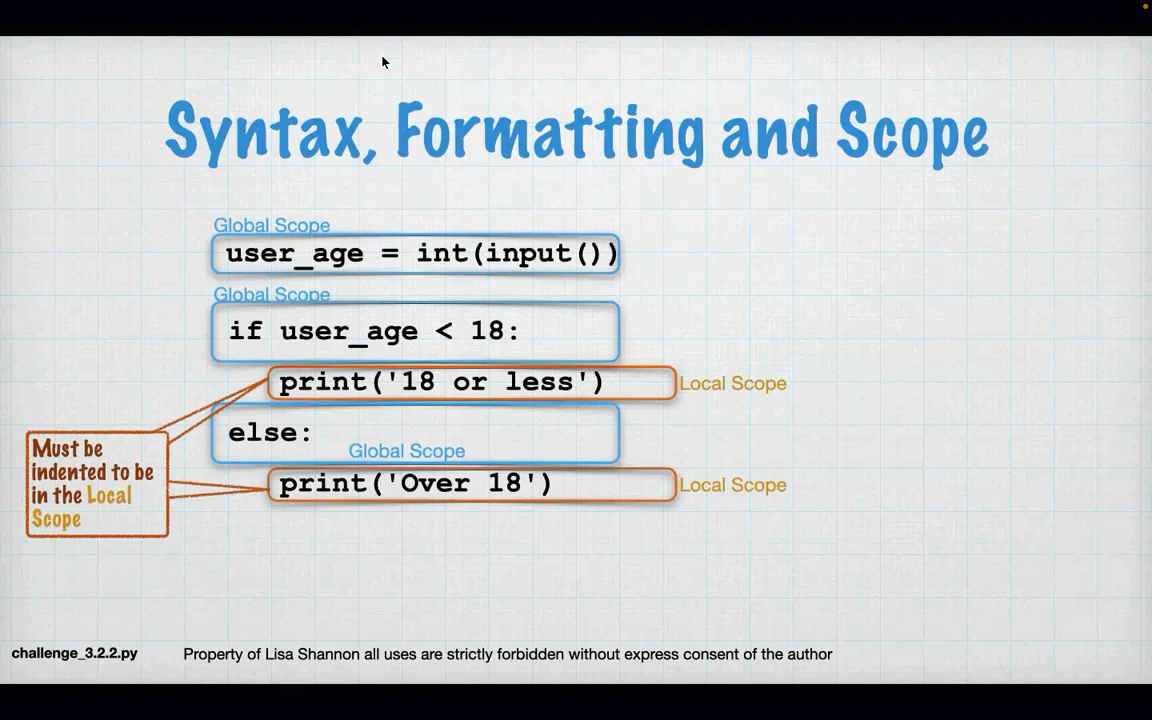 Syntax, Formatting and Scope
Global Scope
user_age = int(input())
Global Scope
if user_age < 18:
print('18 or less')
Local Scope
else:
Global Scope
print('Over 18')
Local Scope
Must be
indented to be
in the Local
Scope
challenge_3.2.2.py
Property of Lisa Shannon all uses are strictly forbidden without express consent of the author